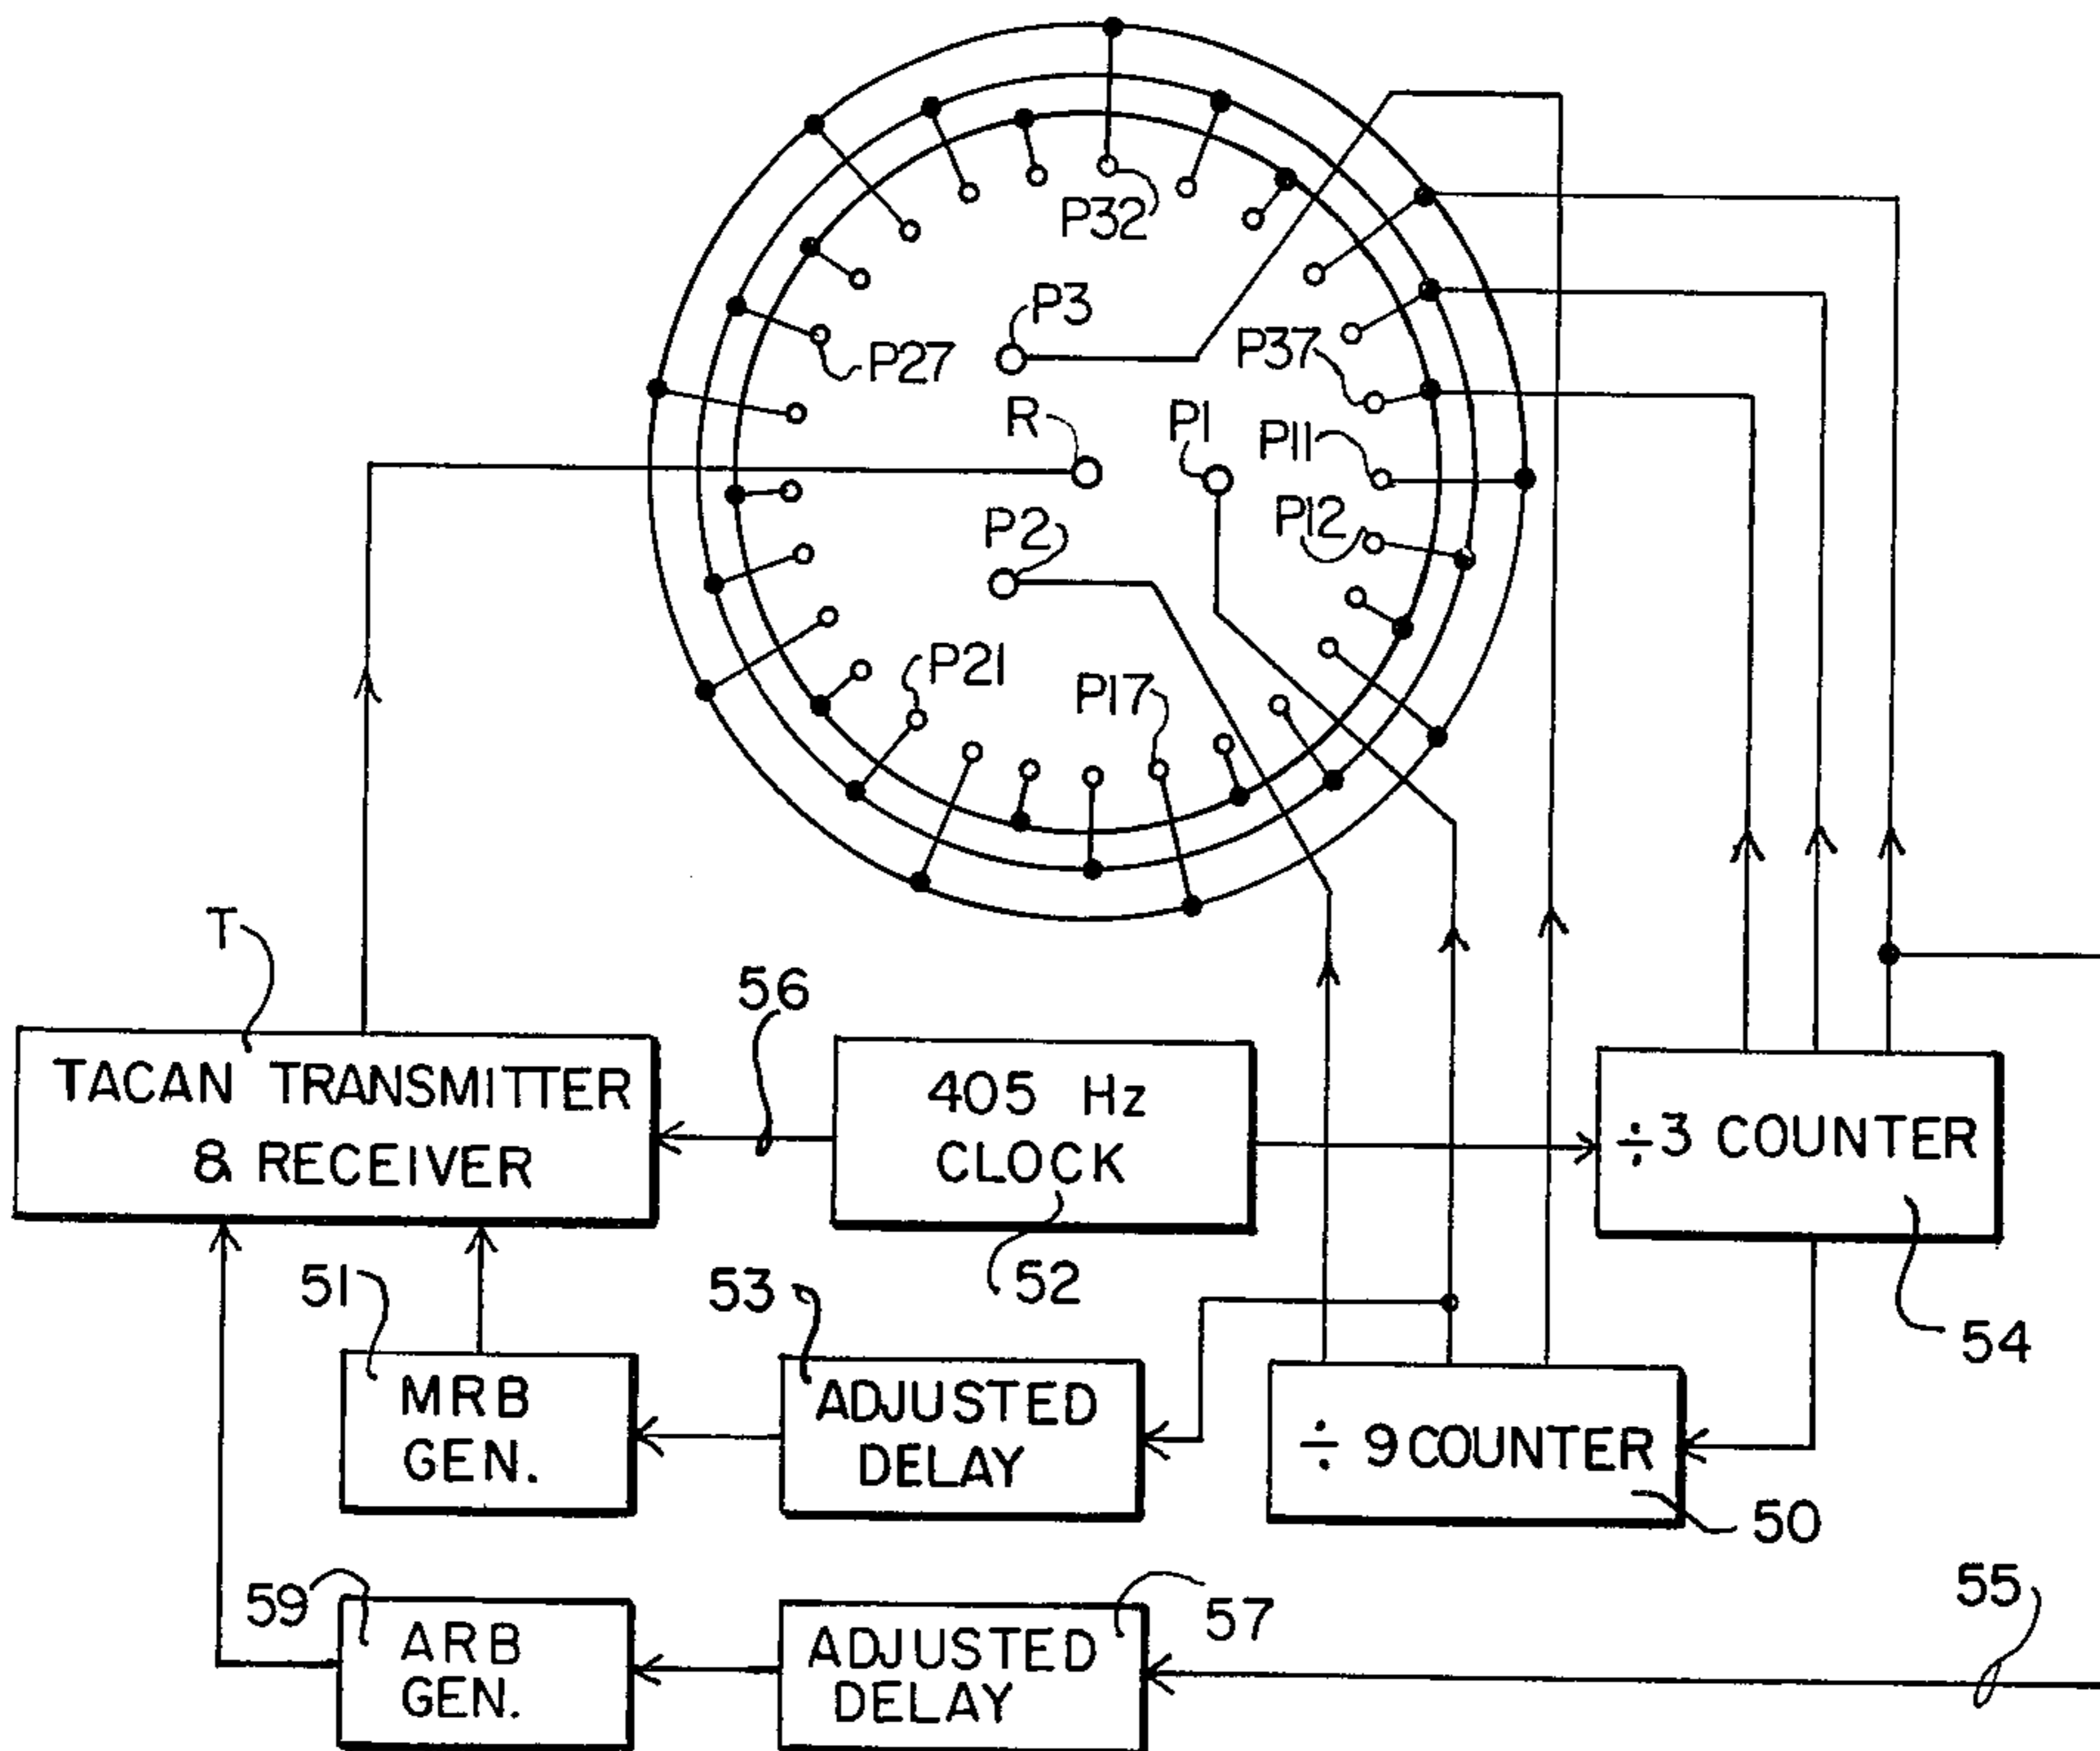 P32
P3
P37
P27
R
P1
P11
P12
P2
P21
P17
T
56
TACAN TRANSMITTER
& RECEIVER
405 Hz
CLOCK
÷3 COUNTER
51
53
52
54
MRB
GEN.
ADJUSTED
DELAY
÷ 9 COUNTER
50
59
57
55
ARB
GEN.
ADJUSTED
DELAY